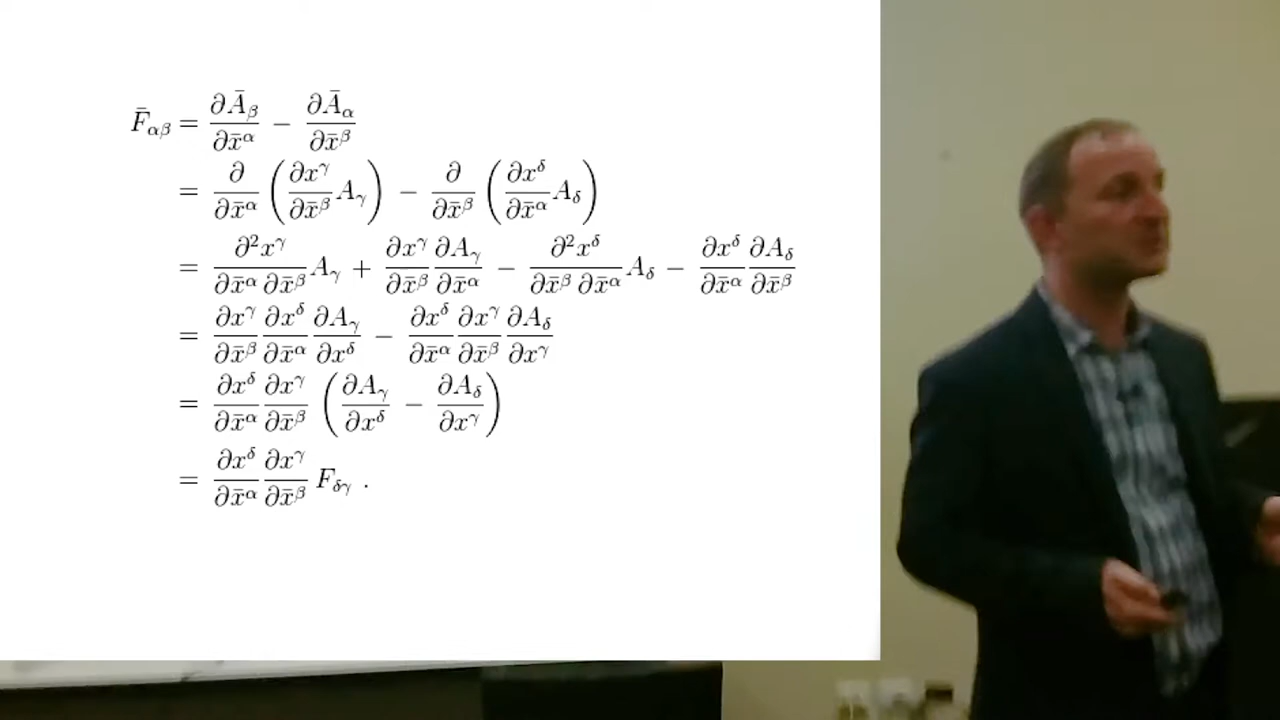 F̄_{αβ} = ∂Ā_β/∂x̄^α − ∂Ā_α/∂x̄^β
= ∂/∂x̄^α (∂x^γ/∂x̄^β A_γ) − ∂/∂x̄^β (∂x^δ/∂x̄^α A_δ)
= ∂²x^γ/∂x̄^α ∂x̄^β A_γ + ∂x^γ/∂x̄^β ∂A_γ/∂x̄^α − ∂²x^δ/∂x̄^β ∂x̄^α A_δ − ∂x^δ/∂x̄^α ∂A_δ/∂x̄^β
= ∂x^γ/∂x̄^β ∂x^δ/∂x̄^α ∂A_γ/∂x^δ − ∂x^δ/∂x̄^α ∂x^γ/∂x̄^β ∂A_δ/∂x^γ
= ∂x^δ/∂x̄^α ∂x^γ/∂x̄^β (∂A_γ/∂x^δ − ∂A_δ/∂x^γ)
= ∂x^δ/∂x̄^α ∂x^γ/∂x̄^β F_{δγ} .